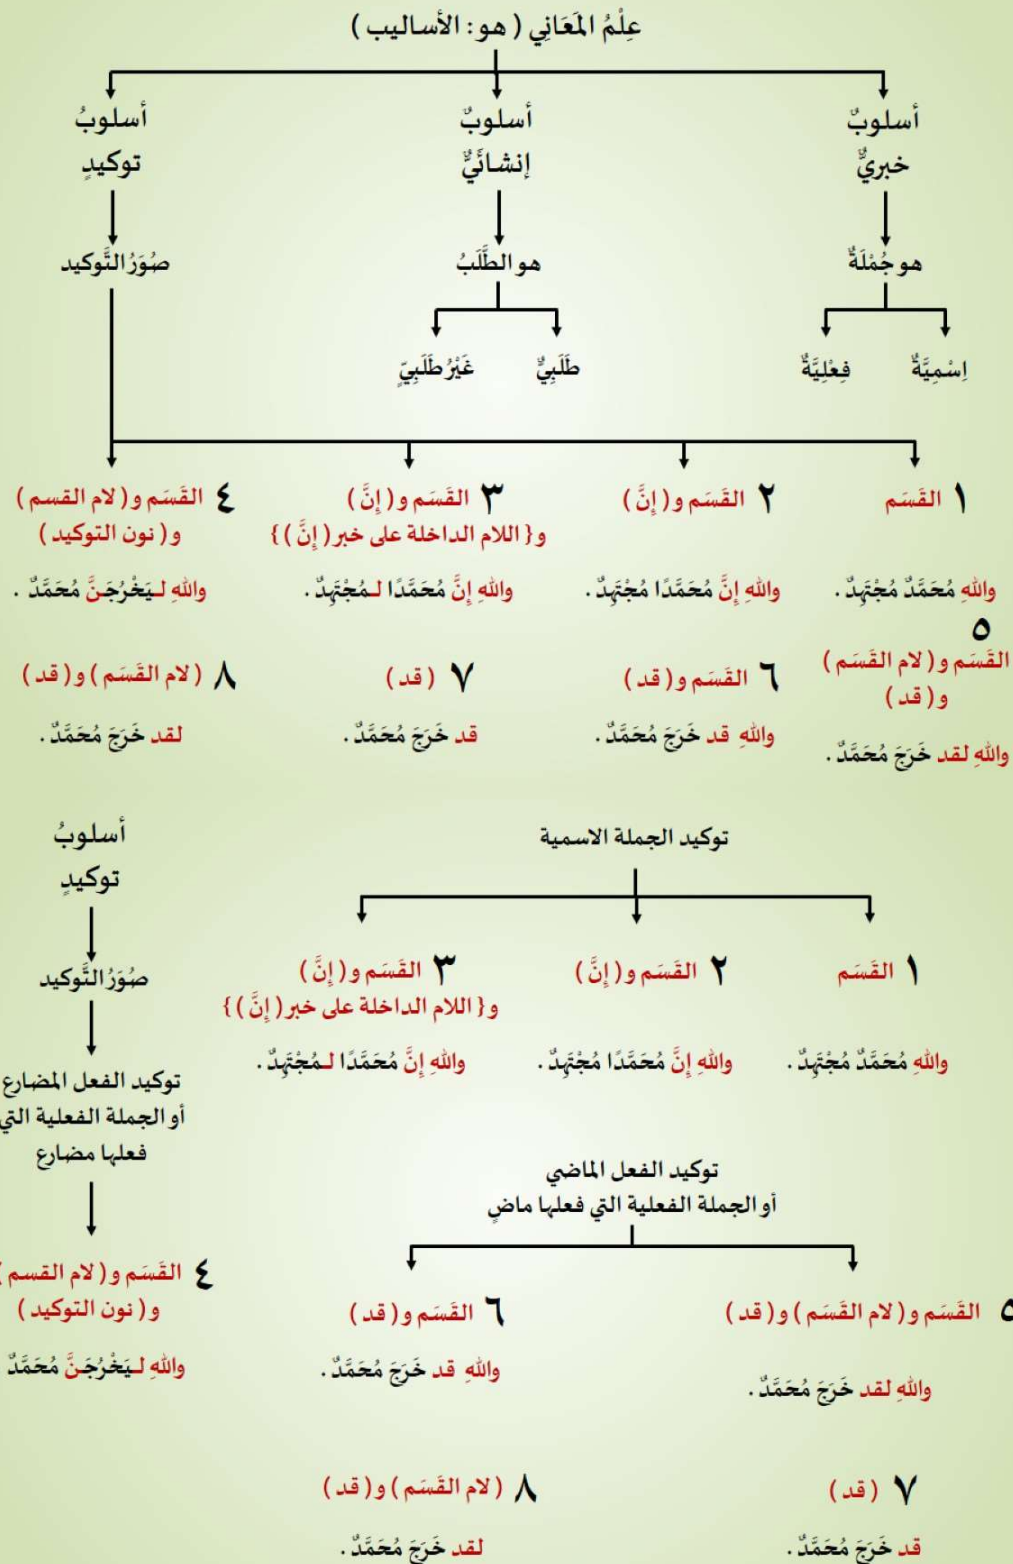 عِلْمُ المَعَانِي ( هو : الأساليب )
أسلوبٌ
خبريٌّ
أسلوبٌ
إنشائَيٌّ
أسلوبُ
توكيدٍ
هو جُمْلَةٌ
هو الطَّلَبُ
صُوَرُ التَّوكيد
اِسْمِيَّةٌ
فِعْلِيَّةٌ
طَلَبِيٌّ
غَيْرُ طَلَبِيٍّ
١ القَسَم
والله مُحَمَّدٌ مُجْتَهِدٌ .
٢ القَسَم و( إنَّ )
واللهِ إنَّ مُحَمَّدًا مُجْتَهِدٌ .
٣ القَسَم و( إنَّ )
و{ اللام الداخلة على خبر ( إنَّ ) }
واللهِ إنَّ مُحَمَّدًا لـمُجْتَهِدٌ .
٤ القَسَم و( لام القسم )
و( نون التوكيد )
واللهِ لـيَخْرُجَـنَّ مُحَمَّدٌ .
٥
القَسَم و( لام القَسَم )
و( قد )
واللهِ لقد خَرَجَ مُحَمَّدٌ .
٦ القَسَم و( قد )
واللهِ قد خَرَجَ مُحَمَّدٌ .
٧ ( قد )
قد خَرَجَ مُحَمَّدٌ .
٨ ( لام القَسَم ) و( قد )
لقد خَرَجَ مُحَمَّدٌ .
توكيد الجملة الاسمية
١ القَسَم
واللهِ مُحَمَّدٌ مُجْتَهِدٌ .
٢ القَسَم و( إنَّ )
واللهِ إنَّ مُحَمَّدًا مُجْتَهِدٌ .
٣ القَسَم و( إنَّ )
و{ اللام الداخلة على خبر ( إنَّ ) }
واللهِ إنَّ مُحَمَّدًا لـمُجْتَهِدٌ .
أسلوبُ
توكيدٍ
صُوَرُ التَّوكيد
توكيد الفعل المضارع
أو الجملة الفعلية التي
فعلها مضارع
٤ القَسَم و( لام القسم )
و( نون التوكيد )
واللهِ لـيَخْرُجَـنَّ مُحَمَّدٌ
توكيد الفعل الماضي
أو الجملة الفعلية التي فعلها ماضٍ
٥ القَسَم و( لام القَسَم ) و( قد )
واللهِ لقد خَرَجَ مُحَمَّدٌ .
٦ القَسَم و( قد )
واللهِ قد خَرَجَ مُحَمَّدٌ .
٧ ( قد )
قد خَرَجَ مُحَمَّدٌ .
٨ ( لام القَسَم ) و( قد )
لقد خَرَجَ مُحَمَّدٌ .